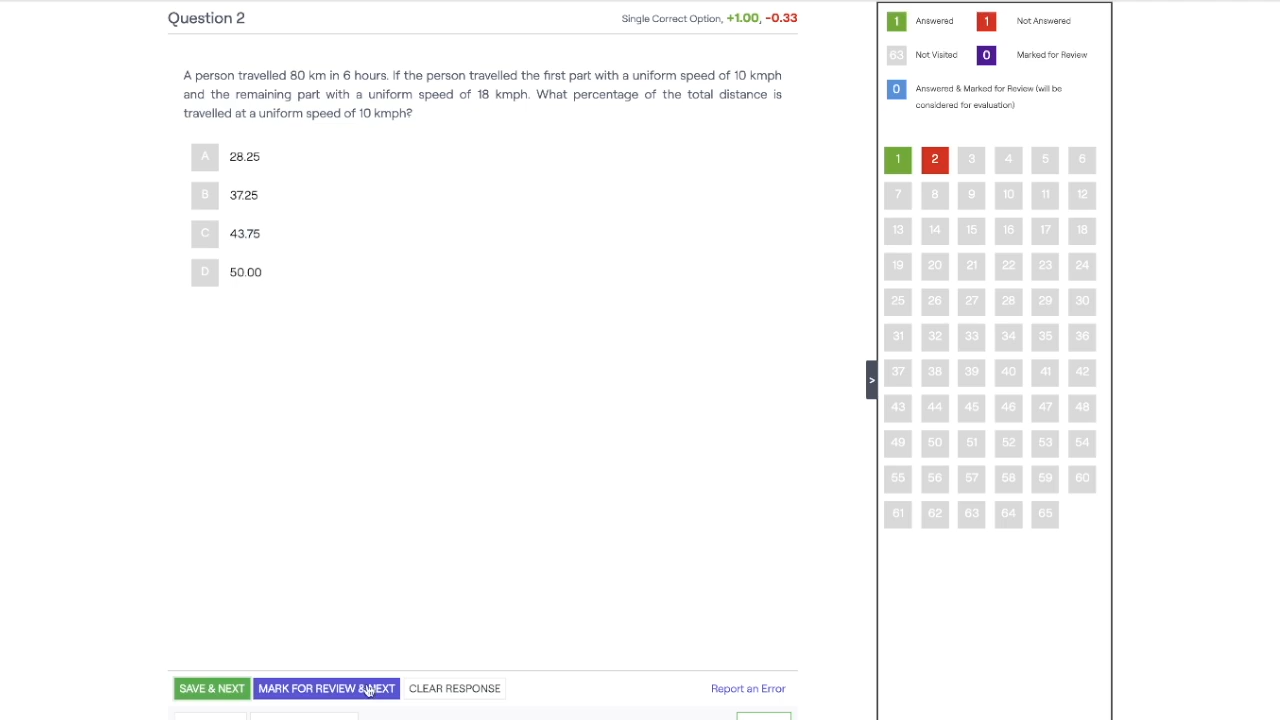 Question 2
Single Correct Option, +1.00, -0.33
A person travelled 80 km in 6 hours. If the person travelled the first part with a uniform speed of 10 kmph
and the remaining part with a uniform speed of 18 kmph. What percentage of the total distance is
travelled at a uniform speed of 10 kmph?
A 28.25
B 37.25
C 43.75
D 50.00
SAVE & NEXT MARK FOR REVIEW & NEXT CLEAR RESPONSE Report an Error
1 Answered 1 Not Answered
63 Not Visited 0 Marked for Review
0 Answered & Marked for Review (will be
considered for evaluation)
1 2 3 4 5 6
7 8 9 10 11 12
13 14 15 16 17 18
19 20 21 22 23 24
25 26 27 28 29 30
31 32 33 34 35 36
37 38 39 40 41 42
43 44 45 46 47 48
49 50 51 52 53 54
55 56 57 58 59 60
61 62 63 64 65
>